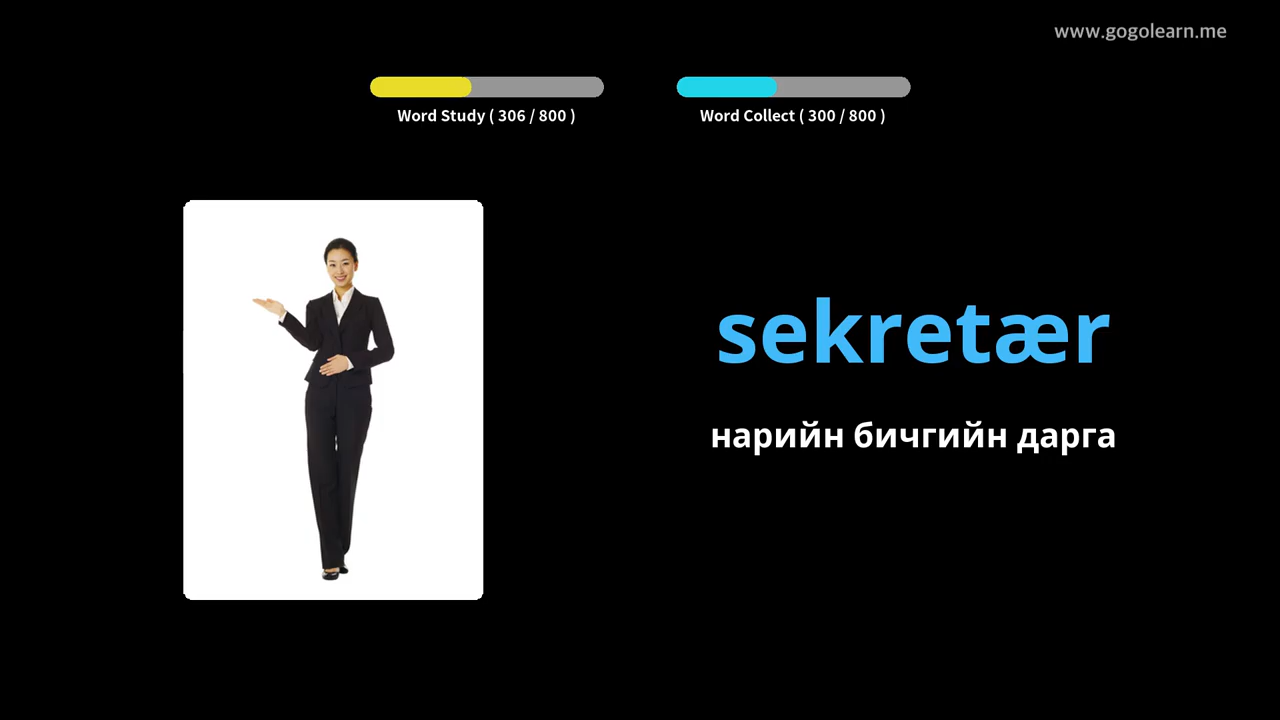 www.gogolearn.me
Word Study ( 306 / 800 )
Word Collect ( 300 / 800 )
sekretær
нарийн бичгийн дарга